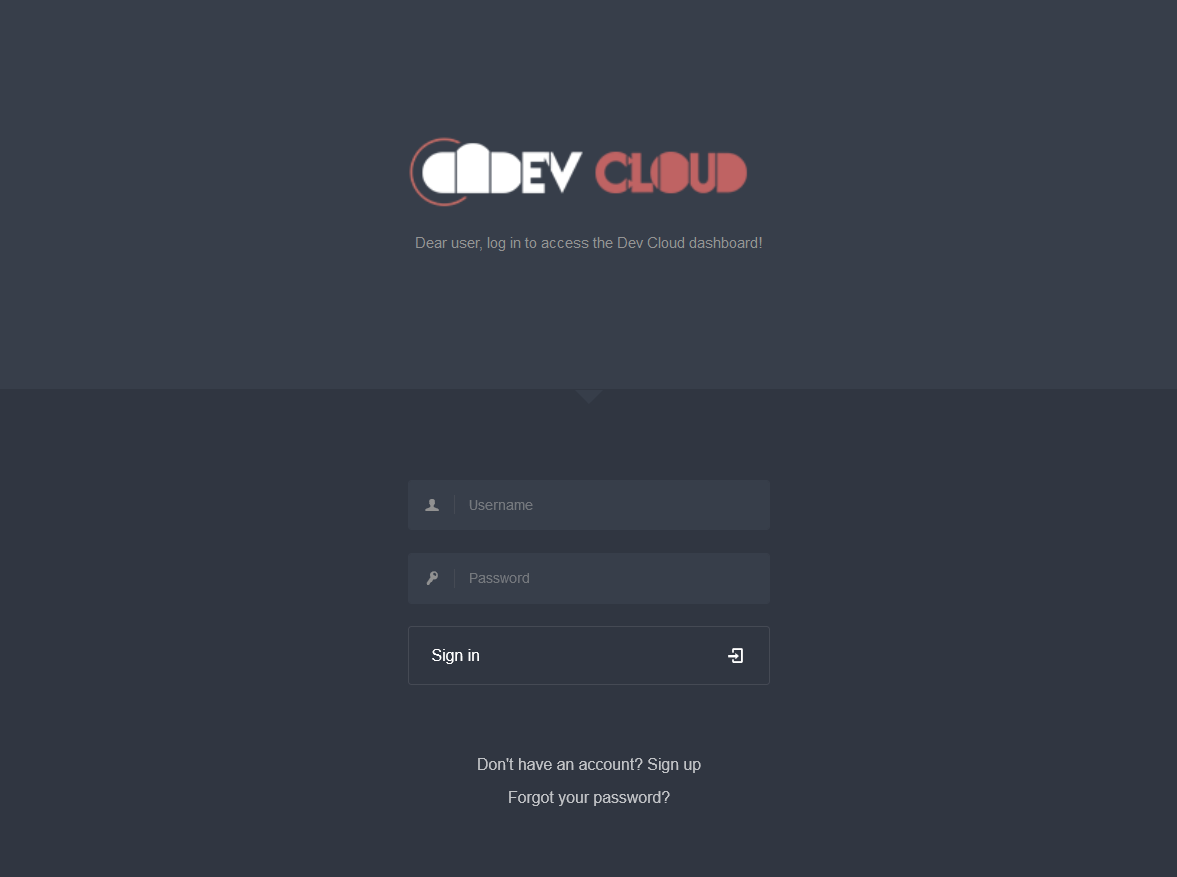 DEV CLOUD
Dear user, log in to access the Dev Cloud dashboard!
Username
Password
Sign in
Don't have an account? Sign up
Forgot your password?